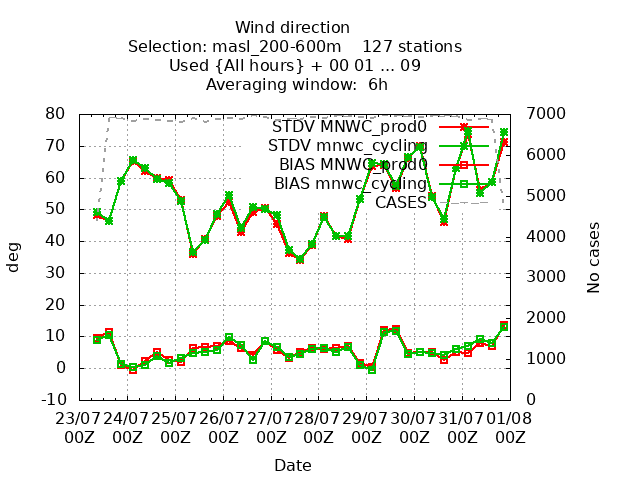 Wind direction
Selection: masl_200-600m 127 stations
Used {All hours} + 00 01 ... 09
Averaging window: 6h
80
70
60
50
40
30
20
10
0
-10
deg
7000
6000
5000
4000
3000
2000
1000
0
No cases
STDV MNWC_prod0
STDV mnwc_cycling
BIAS MNWC_prod0
BIAS mnwc_cycling
CASES
23/07 24/07 25/07 26/07 27/07 28/07 29/07 30/07 31/07 01/08
00Z 00Z 00Z 00Z 00Z 00Z 00Z 00Z 00Z 00Z
Date